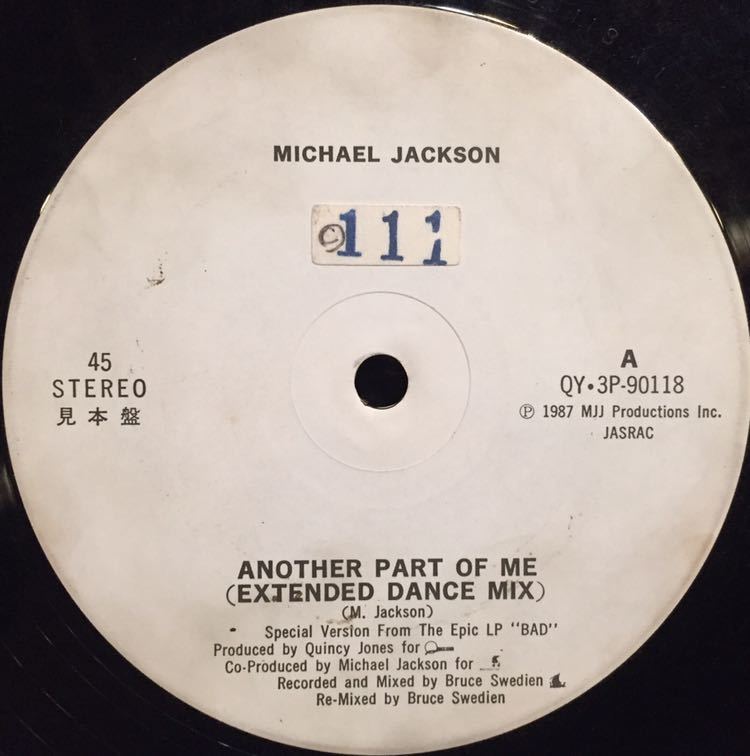 MICHAEL JACKSON
111
45
STEREO
見本盤
A
QY・3P-90118
Ⓟ 1987 MJJ Productions Inc.
JASRAC
ANOTHER PART OF ME
(EXTENDED DANCE MIX)
(M. Jackson)
Special Version From The Epic LP "BAD"
Produced by Quincy Jones for
Co-Produced by Michael Jackson for
Recorded and Mixed by Bruce Swedien
Re-Mixed by Bruce Swedien